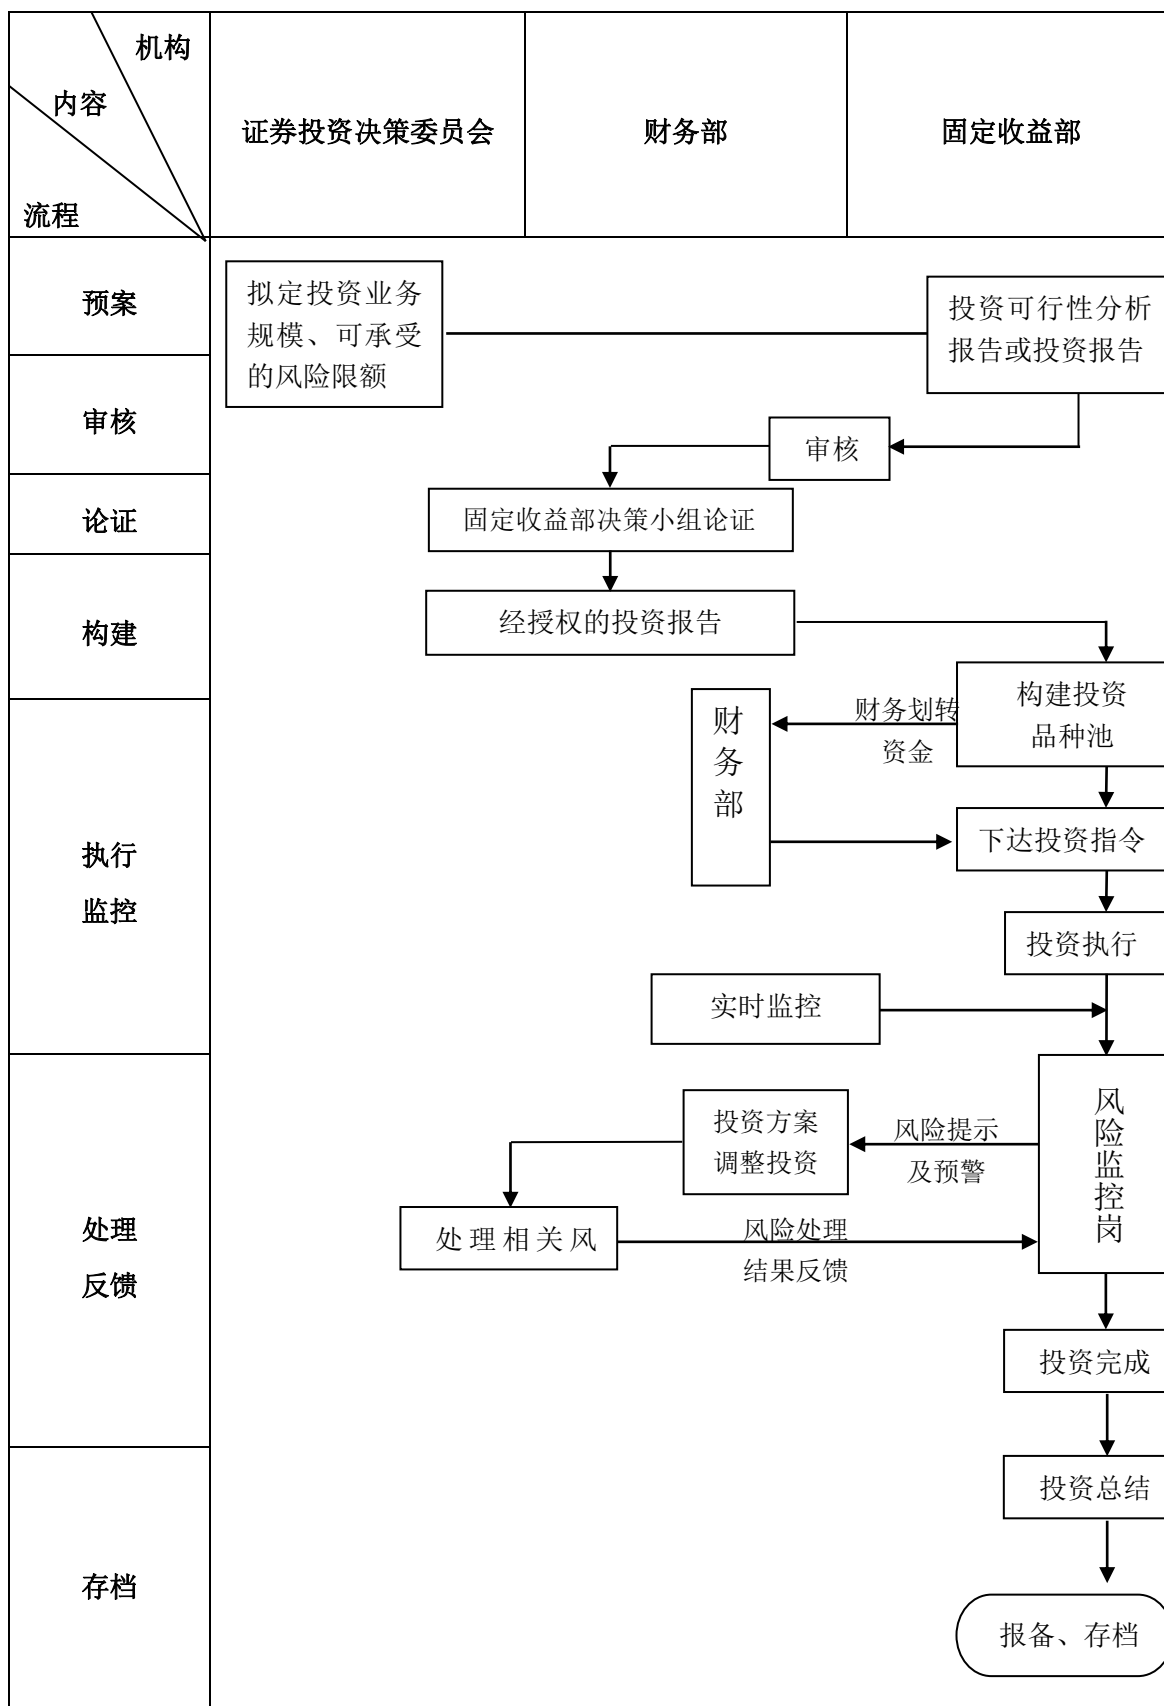 机构
内容
流程
证券投资决策委员会
财务部
固定收益部
预案
拟定投资业务
规模、可承受
的风险限额
投资可行性分析
报告或投资报告
审核
审核
论证
固定收益部决策小组论证
构建
经授权的投资报告
构建投资
品种池
财务划转
资金
财
务
部
执行
监控
下达投资指令
投资执行
实时监控
处理
反馈
风
险
监
控
岗
风险提示
及预警
投资方案
调整投资
处理相关风
风险处理
结果反馈
投资完成
存档
投资总结
报备、存档